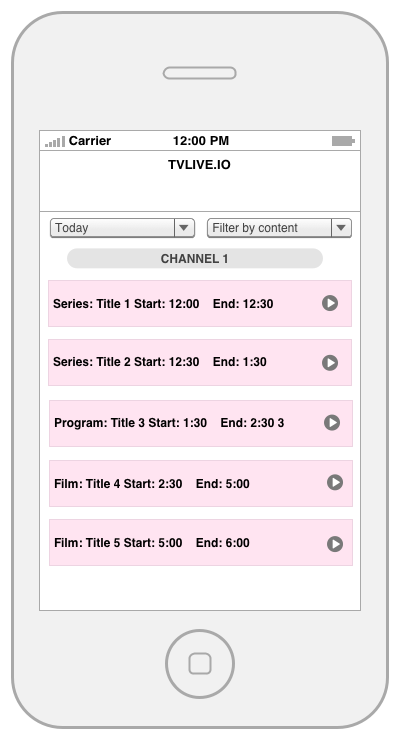 Carrier 12:00 PM
TVLIVE.IO
Today Filter by content
CHANNEL 1
Series: Title 1 Start: 12:00 End: 12:30
Series: Title 2 Start: 12:30 End: 1:30
Program: Title 3 Start: 1:30 End: 2:30 3
Film: Title 4 Start: 2:30 End: 5:00
Film: Title 5 Start: 5:00 End: 6:00